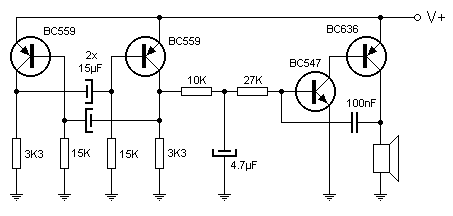 BC636
V+
BC559
2x
15µF
BC559
BC547
10K
27K
100nF
3K3
15K
15K
3K3
4.7µF